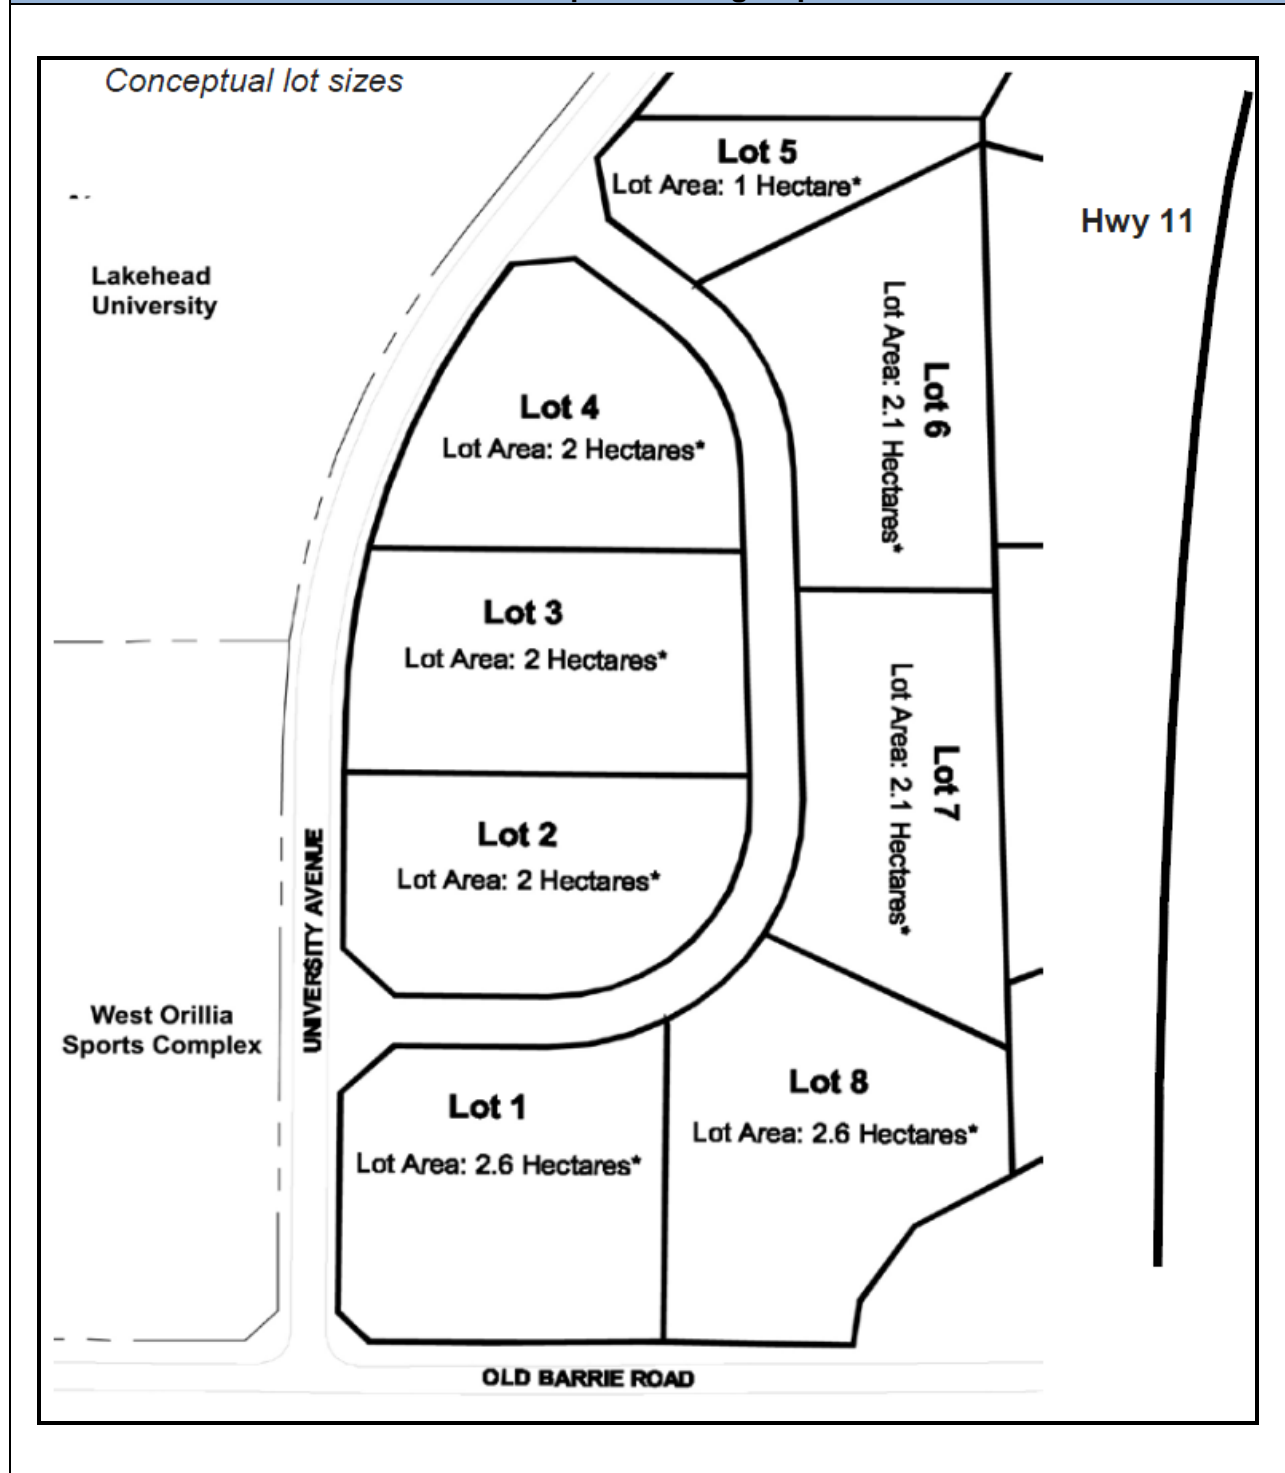 Conceptual lot sizes
Lot 5
Lot Area: 1 Hectare*
Hwy 11
Lakehead
University
Lot 6
Lot Area: 2.1 Hectares*
Lot 4
Lot Area: 2 Hectares*
Lot 3
Lot Area: 2 Hectares*
Lot 7
Lot Area: 2.1 Hectares*
Lot 2
Lot Area: 2 Hectares*
UNIVERSITY AVENUE
West Orillia
Sports Complex
Lot 8
Lot Area: 2.6 Hectares*
Lot 1
Lot Area: 2.6 Hectares*
OLD BARRIE ROAD